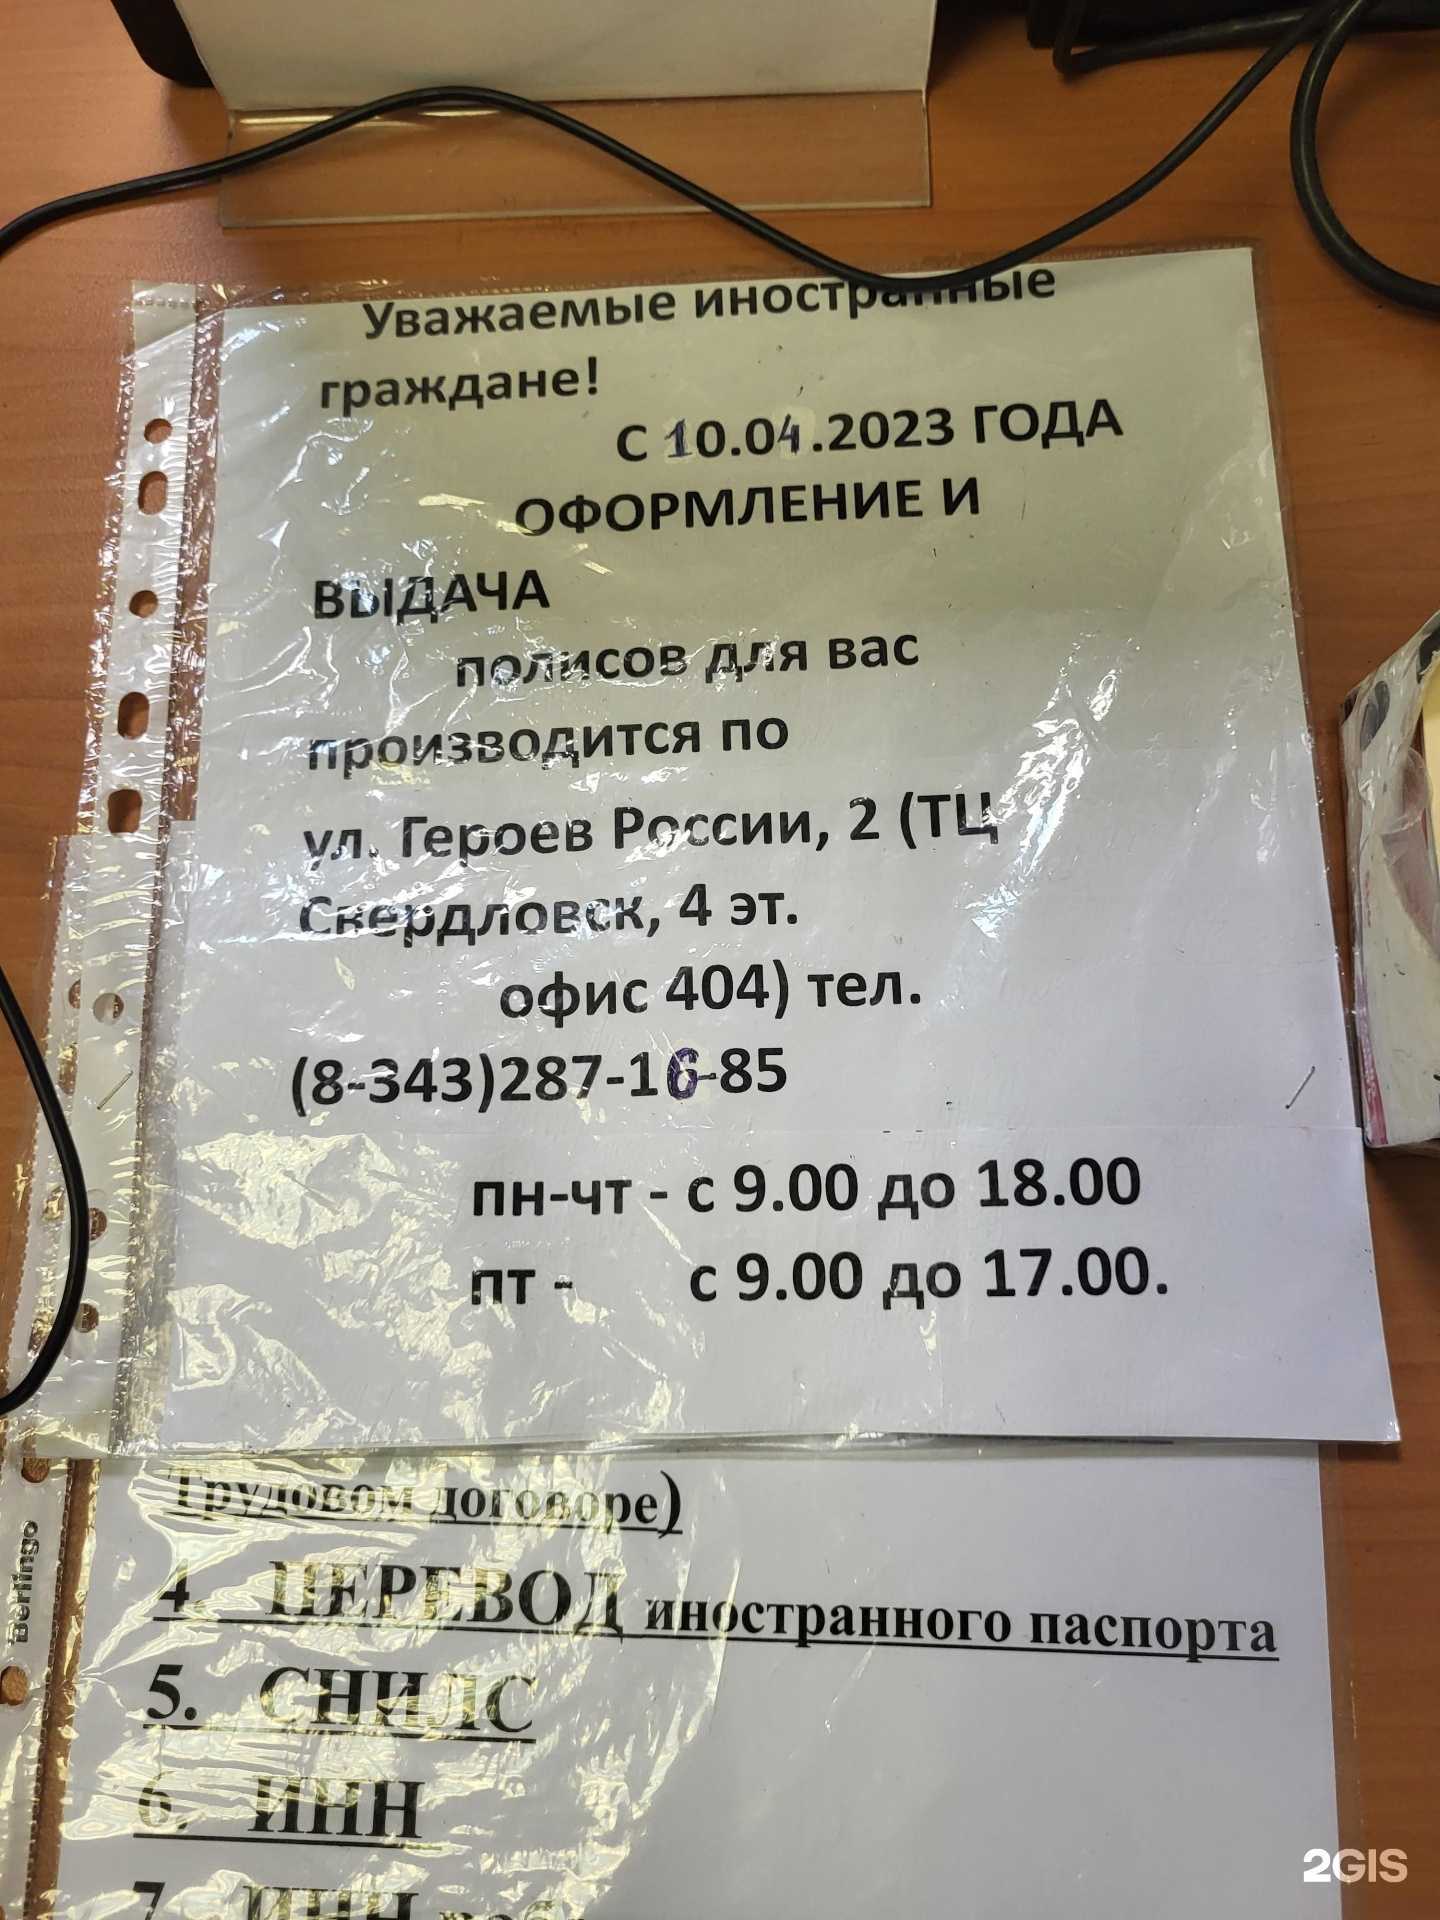 Уважаемые иностранные
граждане!
С 10.04.2023 ГОДА
ОФОРМЛЕНИЕ И
ВЫДАЧА
полисов для вас
производится по
ул. Героев России, 2 (ТЦ
Свердловск, 4 эт.
офис 404) тел.
(8-343)287-16-85
пн-чт - с 9.00 до 18.00
пт - с 9.00 до 17.00.
Трудовом договоре)
4. ПЕРЕВОД иностранного паспорта
5. СНИЛС
6. ИНН
7. ИНН
Berlingo
2GIS